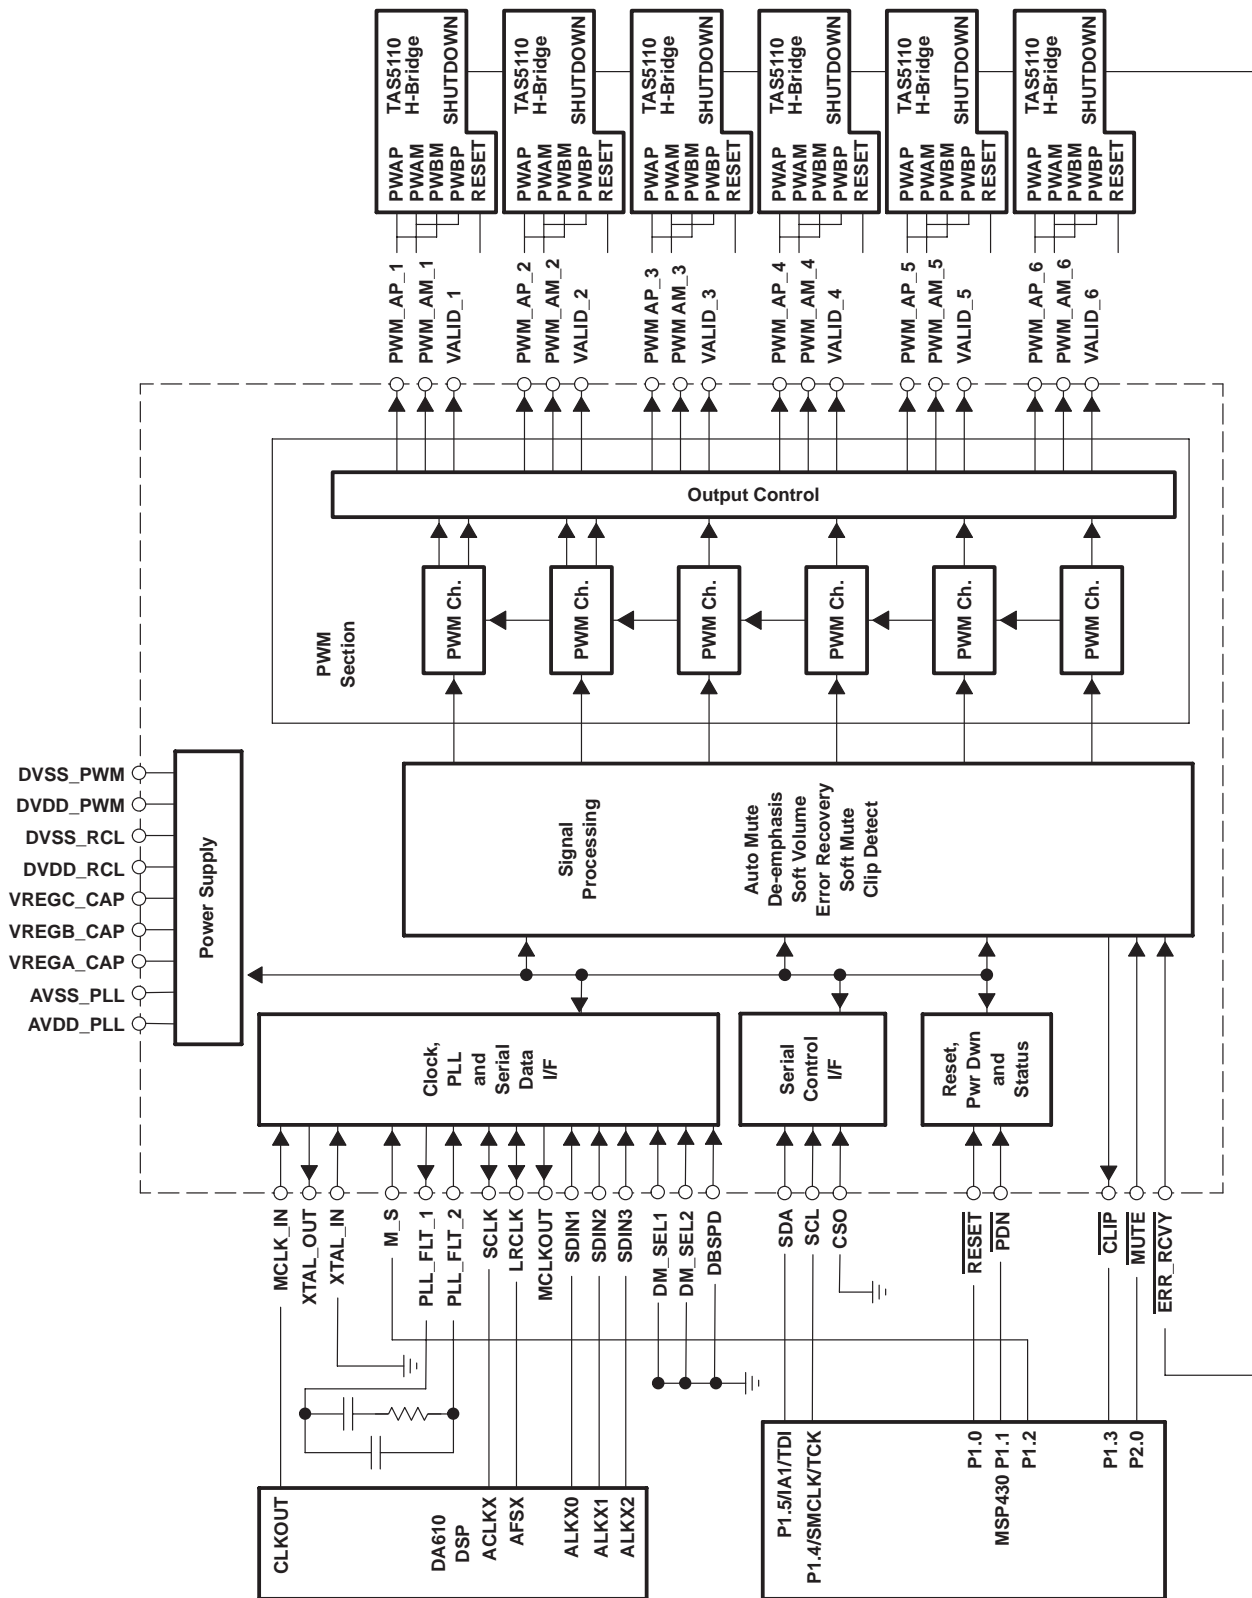 TAS5110
H-Bridge
SHUTDOWN
PWAP
PWAM
PWBM
PWBP
RESET
TAS5110
H-Bridge
SHUTDOWN
PWAP
PWAM
PWBM
PWBP
RESET
TAS5110
H-Bridge
SHUTDOWN
PWAP
PWAM
PWBM
PWBP
RESET
TAS5110
H-Bridge
SHUTDOWN
PWAP
PWAM
PWBM
PWBP
RESET
TAS5110
H-Bridge
SHUTDOWN
PWAP
PWAM
PWBM
PWBP
RESET
TAS5110
H-Bridge
SHUTDOWN
PWAP
PWAM
PWBM
PWBP
RESET
PWM_AP_1
PWM_AM_1
VALID_1
PWM_AP_2
PWM_AM_2
VALID_2
PWM AP_3
PWM AM_3
VALID_3
PWM_AP_4
PWM_AM_4
VALID_4
PWM_AP_5
PWM_AM_5
VALID_5
PWM_AP_6
PWM_AM_6
VALID_6
Output Control
PWM
Section
PWM Ch.
PWM Ch.
PWM Ch.
PWM Ch.
PWM Ch.
PWM Ch.
DVSS_PWM
DVDD_PWM
DVSS_RCL
DVDD_RCL
VREGC_CAP
VREGB_CAP
VREGA_CAP
AVSS_PLL
AVDD_PLL
Power Supply
Signal
Processing
Auto Mute
De-emphasis
Soft Volume
Error Recovery
Soft Mute
Clip Detect
Clock,
PLL
and
Serial
Data
I/F
Serial
Control
I/F
Reset,
Pwr Dwn
and
Status
MCLK_IN
XTAL_OUT
XTAL_IN
M_S
PLL_FLT_1
PLL_FLT_2
SCLK
LRCLK
MCLKOUT
SDIN1
SDIN2
SDIN3
DM_SEL1
DM_SEL2
DBSPD
SDA
SCL
CSO
RESET
PDN
CLIP
MUTE
ERR_RCVY
CLKOUT
DA610
DSP
ACLKX
AFSX
ALKX0
ALKX1
ALKX2
P1.5/IA1/TDI
P1.4/SMCLK/TCK
P1.0
MSP430 P1.1
P1.2
P1.3
P2.0